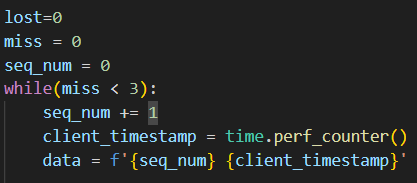 lost=0
miss = 0
seq_num = 0
while(miss < 3):
    seq_num += 1
    client_timestamp = time.perf_counter()
    data = f'{seq_num} {client_timestamp}'